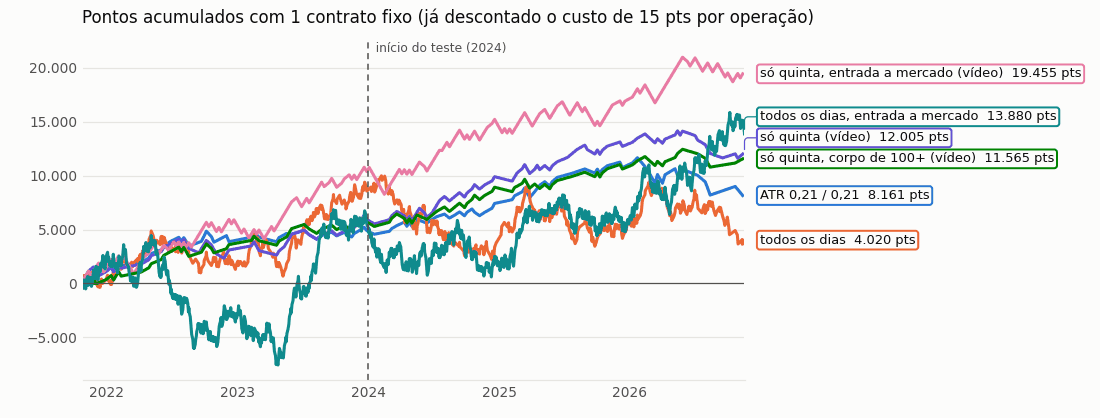 Pontos acumulados com 1 contrato fixo (já descontado o custo de 15 pts por operação)
início do teste (2024)
20.000
15.000
10.000
5.000
0
−5.000
só quinta, entrada a mercado (vídeo)  19.455 pts
todos os dias, entrada a mercado  13.880 pts
só quinta (vídeo)  12.005 pts
só quinta, corpo de 100+ (vídeo)  11.565 pts
ATR 0,21 / 0,21  8.161 pts
todos os dias  4.020 pts
2022
2023
2024
2025
2026